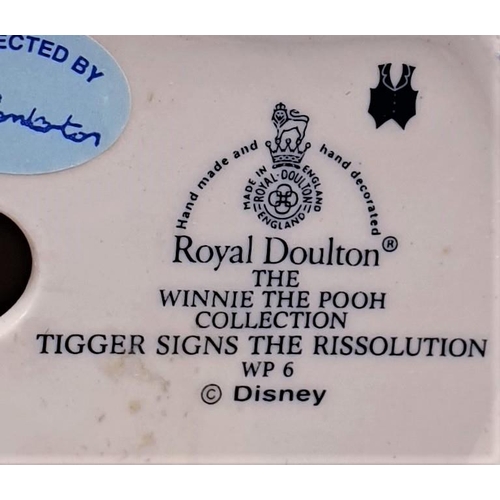 ECTED BY
Hand made and hand decorated
MADE IN ENGLAND
ROYAL·DOULTON
ENGLAND
Royal Doulton®
THE
WINNIE THE POOH
COLLECTION
TIGGER SIGNS THE RISSOLUTION
WP 6
© Disney